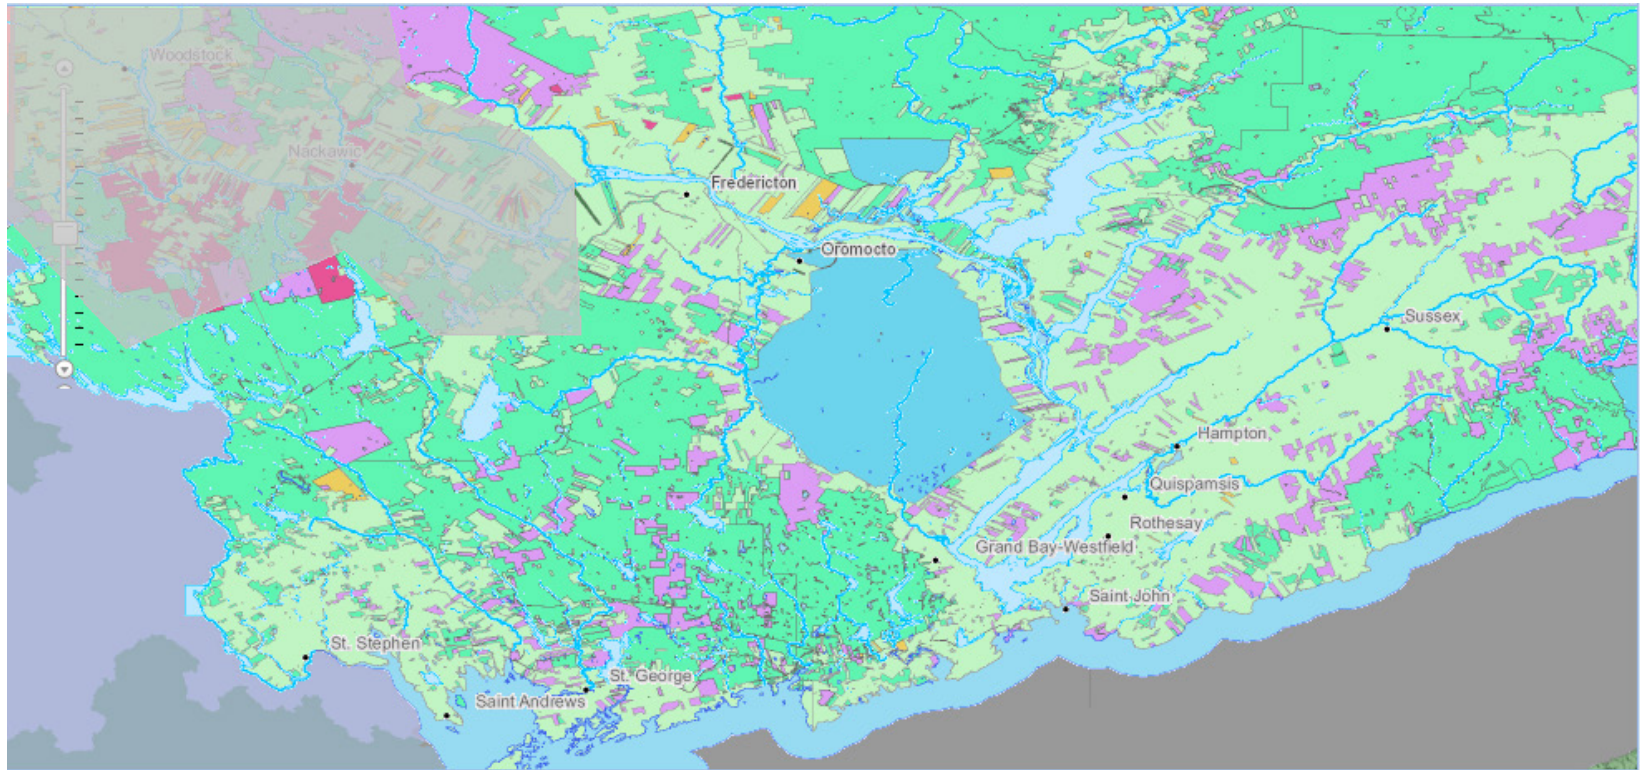 Woodstock
Nackawic
Fredericton
Oromocto
Sussex
Hampton
Quispamsis
Rothesay
Grand Bay-Westfield
Saint John
St. Stephen
St. George
Saint Andrews